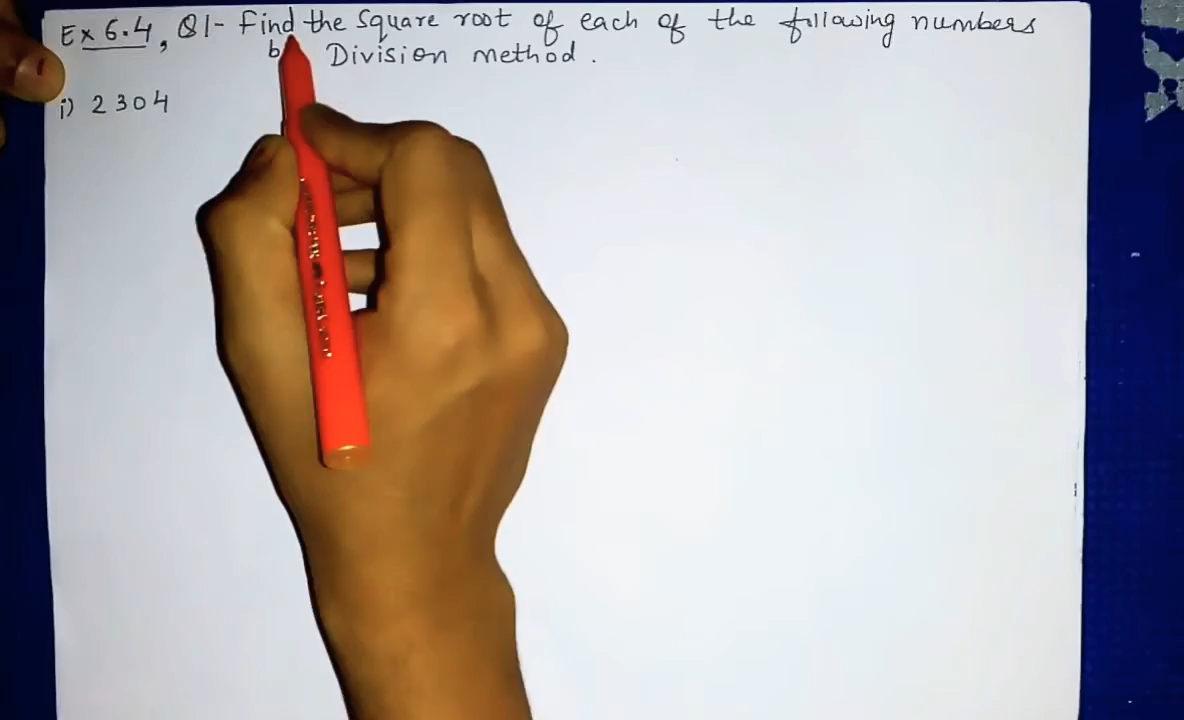 Ex 6.4, Q1- Find the Square root of each of the following numbers
b Division method.
i) 2304